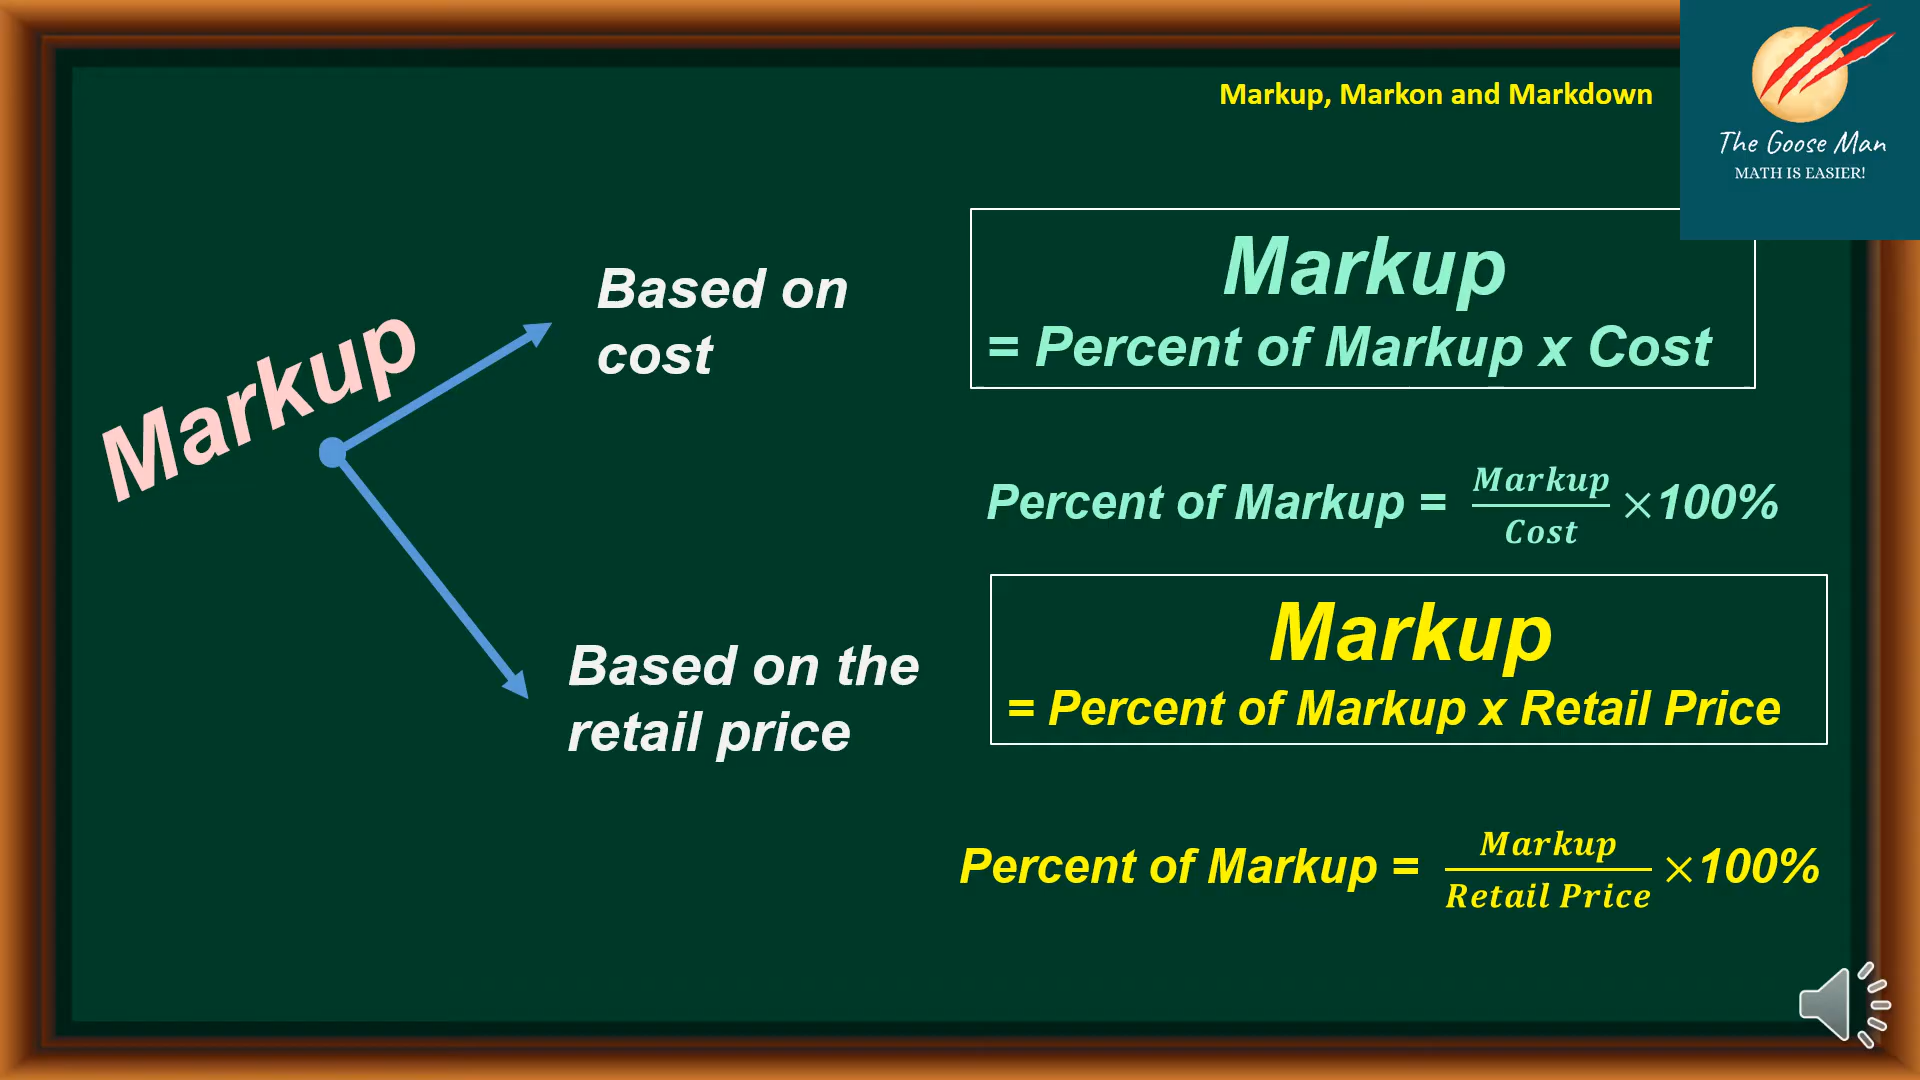 Markup, Markon and Markdown
The Goose Man
MATH IS EASIER!
Markup
Based on
cost
Markup
= Percent of Markup x Cost
Percent of Markup = Markup/Cost ×100%
Based on the
retail price
Markup
= Percent of Markup x Retail Price
Percent of Markup = Markup/Retail Price ×100%